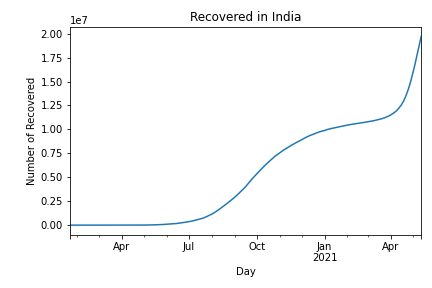 Recovered in India
1e7
2.00
1.75
1.50
1.25
1.00
0.75
0.50
0.25
0.00
Number of Recovered
Apr
Jul
Oct
Jan
2021
Apr
Day